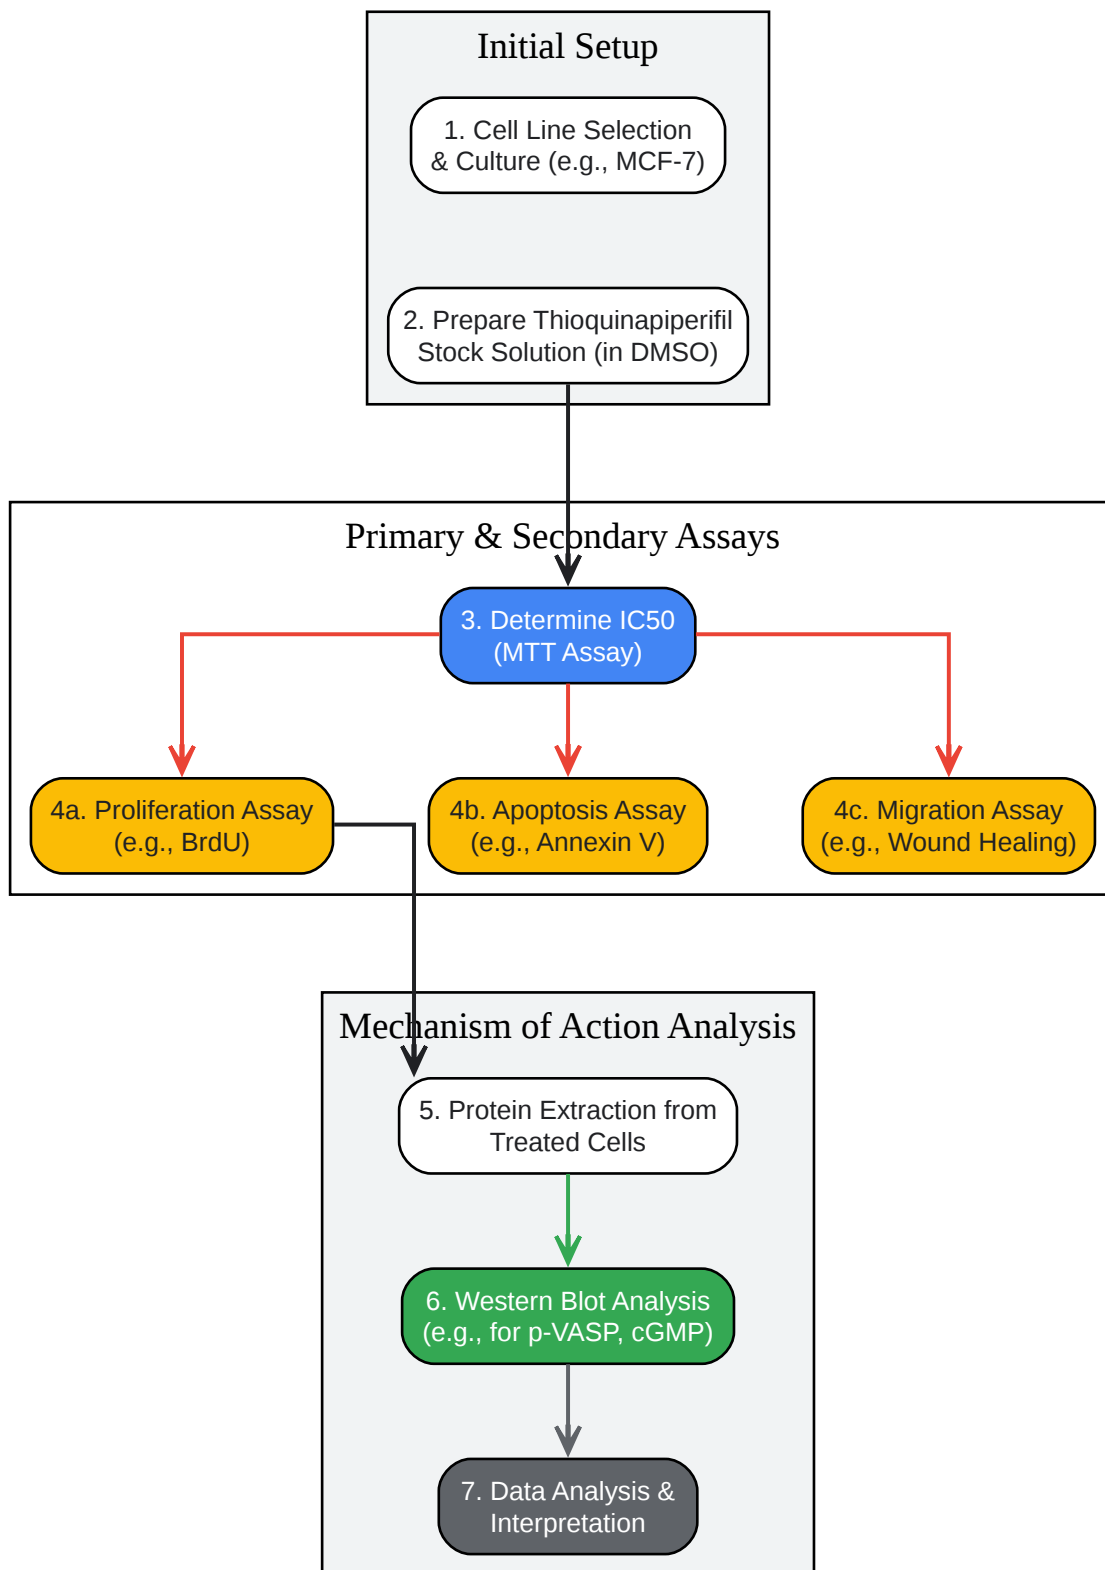 Initial Setup
1. Cell Line Selection
& Culture (e.g., MCF-7)
2. Prepare Thioquinapiperifil
Stock Solution (in DMSO)
Primary & Secondary Assays
3. Determine IC50
(MTT Assay)
4a. Proliferation Assay
(e.g., BrdU)
4b. Apoptosis Assay
(e.g., Annexin V)
4c. Migration Assay
(e.g., Wound Healing)
Mechanism of Action Analysis
5. Protein Extraction from
Treated Cells
6. Western Blot Analysis
(e.g., for p-VASP, cGMP)
7. Data Analysis &
Interpretation